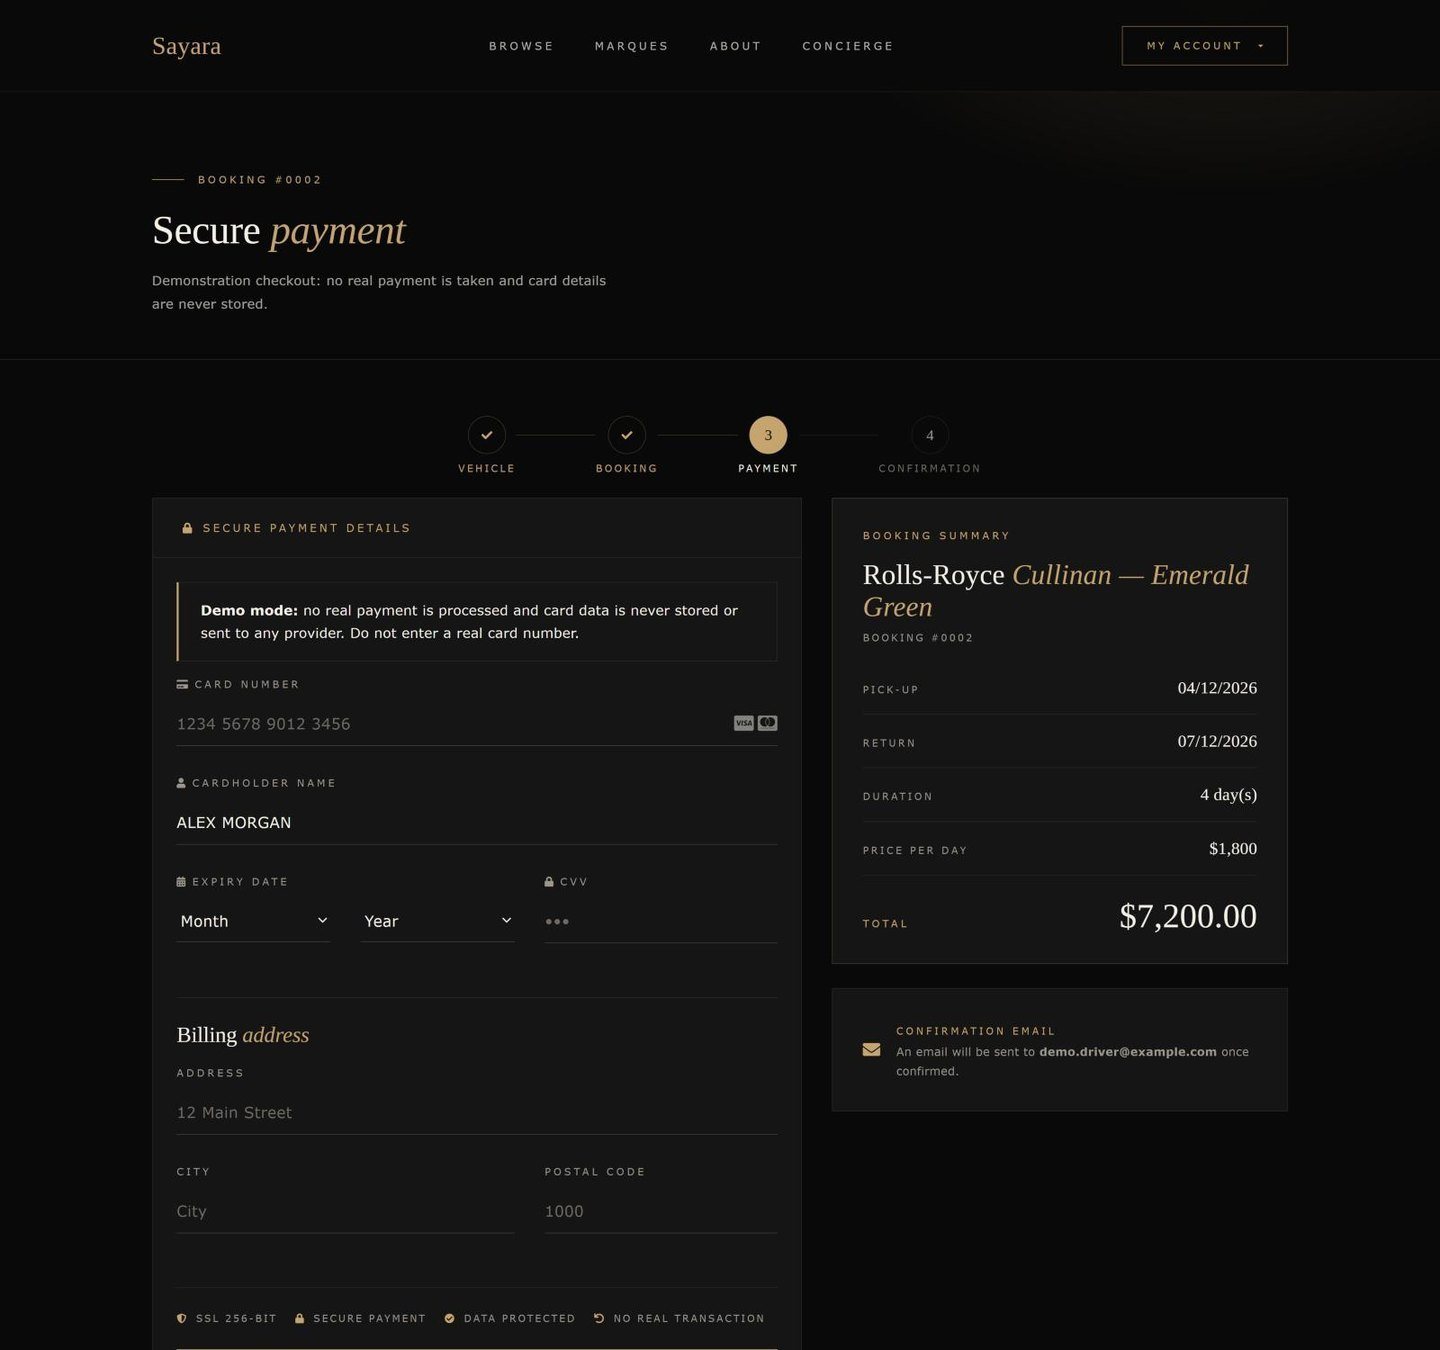 Sayara
BROWSE
MARQUES
ABOUT
CONCIERGE
MY ACCOUNT
BOOKING #0002
Secure payment
Demonstration checkout: no real payment is taken and card details
are never stored.
3
4
VEHICLE
BOOKING
PAYMENT
CONFIRMATION
SECURE PAYMENT DETAILS
Demo mode: no real payment is processed and card data is never stored or
sent to any provider. Do not enter a real card number.
CARD NUMBER
1234 5678 9012 3456
VISA
CARDHOLDER NAME
ALEX MORGAN
EXPIRY DATE
CVV
Month
Year
•••
Billing address
ADDRESS
12 Main Street
CITY
POSTAL CODE
City
1000
SSL 256-BIT
SECURE PAYMENT
DATA PROTECTED
NO REAL TRANSACTION
BOOKING SUMMARY
Rolls-Royce Cullinan — Emerald
Green
BOOKING #0002
PICK-UP
04/12/2026
RETURN
07/12/2026
DURATION
4 day(s)
PRICE PER DAY
$1,800
TOTAL
$7,200.00
CONFIRMATION EMAIL
An email will be sent to demo.driver@example.com once
confirmed.